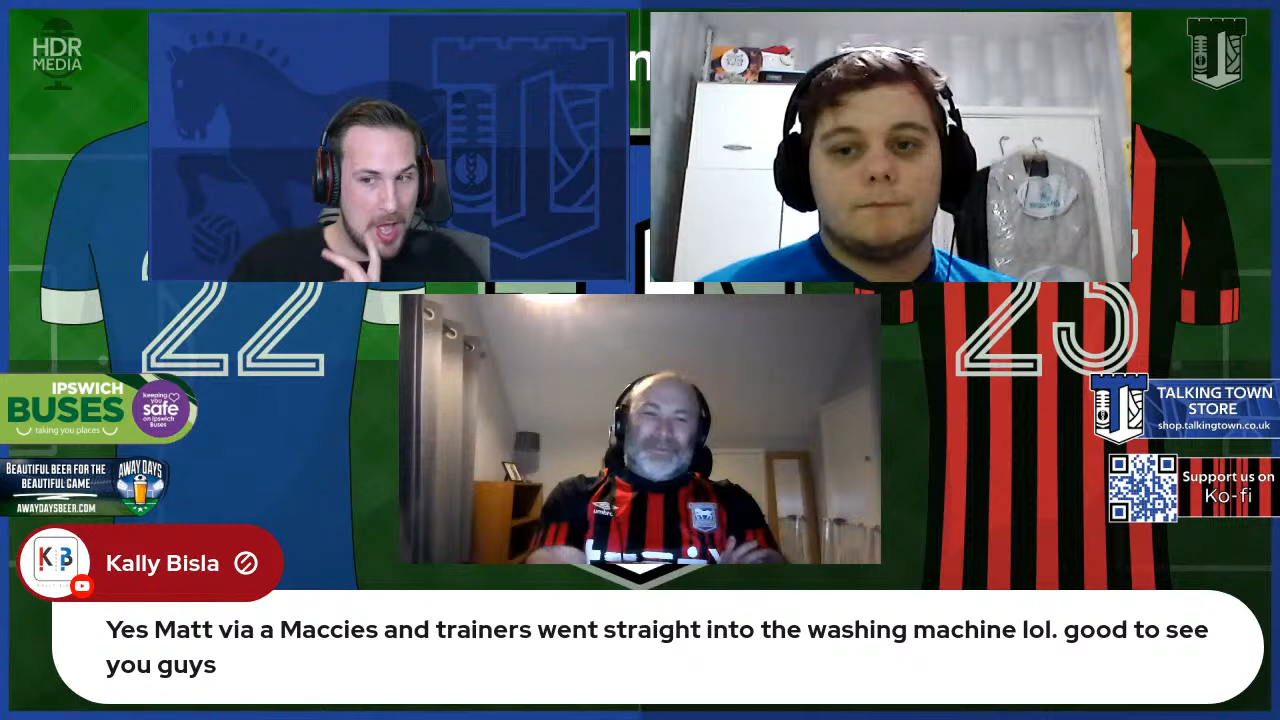 HDR
MEDIA
n
22
23
IPSWICH
BUSES
taking you places
keeping
you
safe
on Ipswich
Buses
BEAUTIFUL BEER FOR THE
BEAUTIFUL GAME
AWAYDAYSBEER.COM
AWAY DAYS
umbro
TALKING TOWN
STORE
shop.talkingtown.co.uk
Support us on
Ko-fi
KB
Kally Bisla
Yes Matt via a Maccies and trainers went straight into the washing machine lol. good to see
you guys